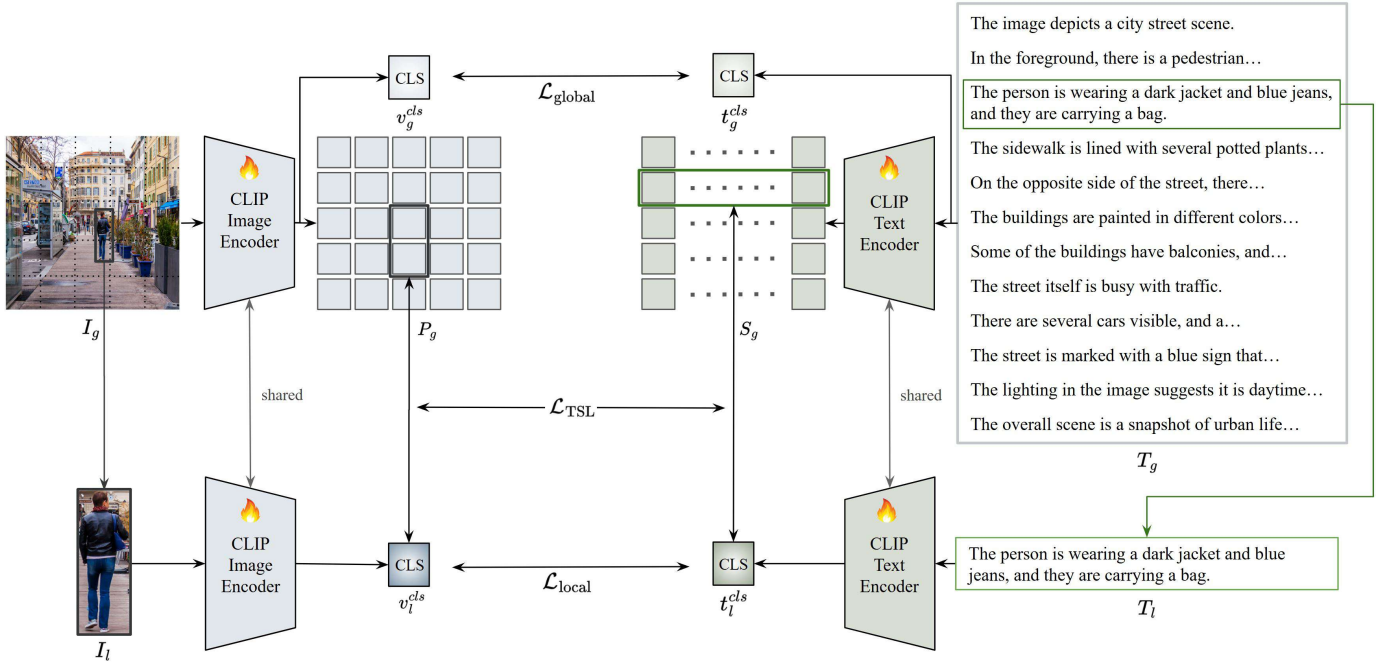 The image depicts a city street scene.
In the foreground, there is a pedestrian…
The person is wearing a dark jacket and blue jeans,
and they are carrying a bag.
The sidewalk is lined with several potted plants…
On the opposite side of the street, there…
The buildings are painted in different colors…
Some of the buildings have balconies, and…
The street itself is busy with traffic.
There are several cars visible, and a…
The street is marked with a blue sign that…
The lighting in the image suggests it is daytime…
The overall scene is a snapshot of urban life…
T_g
CLS
v_g^{cls}
ℒ_global
CLS
t_g^{cls}
CLIP
Image
Encoder
CLIP
Text
Encoder
I_g
P_g
S_g
shared
ℒ_TSL
shared
CLIP
Image
Encoder
CLS
v_l^{cls}
ℒ_local
CLS
t_l^{cls}
CLIP
Text
Encoder
The person is wearing a dark jacket and blue
jeans, and they are carrying a bag.
I_l
T_l